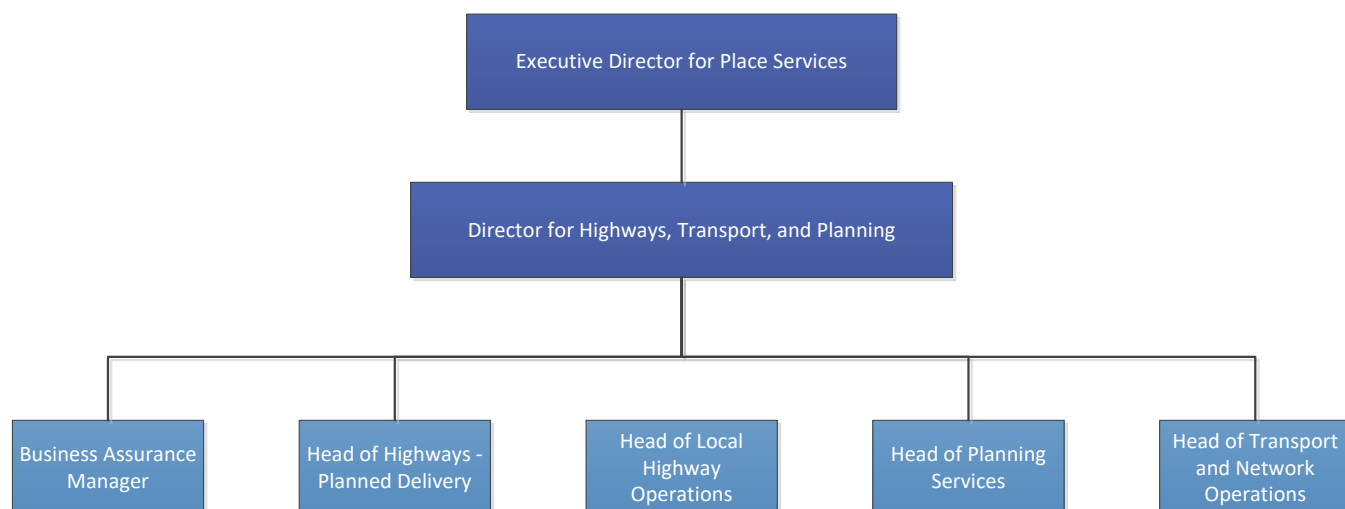 Executive Director for Place Services
Director for Highways, Transport, and Planning
Business Assurance
Manager
Head of Highways -
Planned Delivery
Head of Local
Highway
Operations
Head of Planning
Services
Head of Transport
and Network
Operations